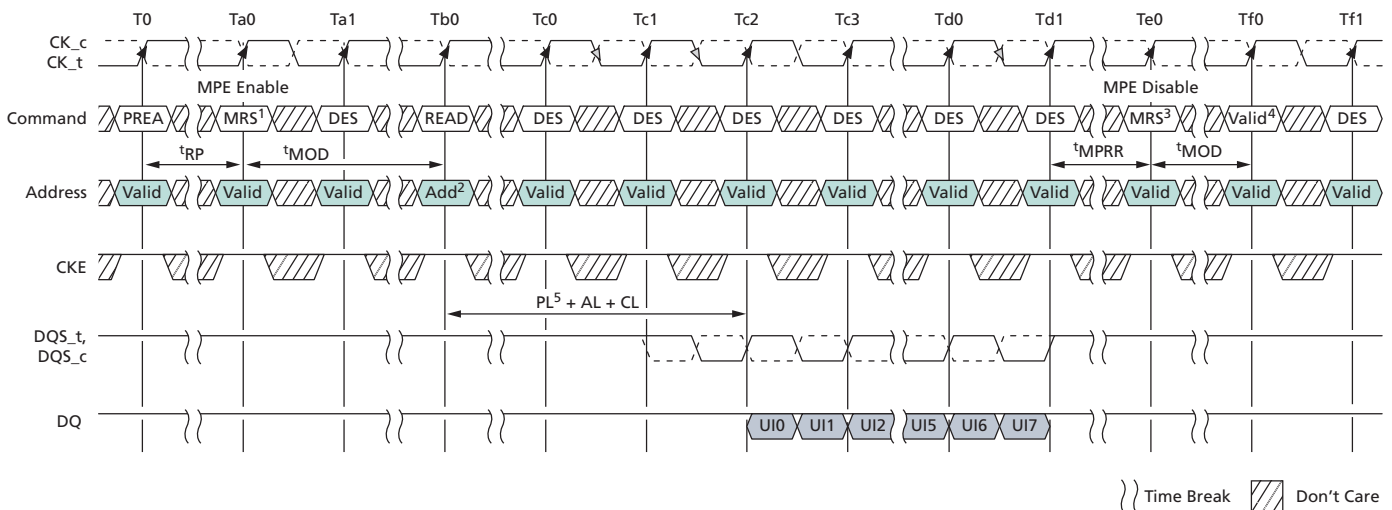 T0 Ta0 Ta1 Tb0 Tc0 Tc1 Tc2 Tc3 Td0 Td1 Te0 Tf0 Tf1
CK_c
CK_t
MPE Enable MPE Disable
Command PREA MRS¹ DES READ DES DES DES DES DES DES MRS³ Valid⁴ DES
tRP tMOD tMPRR tMOD
Address Valid Valid Valid Add² Valid Valid Valid Valid Valid Valid Valid Valid Valid
CKE
PL⁵ + AL + CL
DQS_t,
DQS_c
DQ UI0 UI1 UI2 UI5 UI6 UI7
Time Break Don't Care